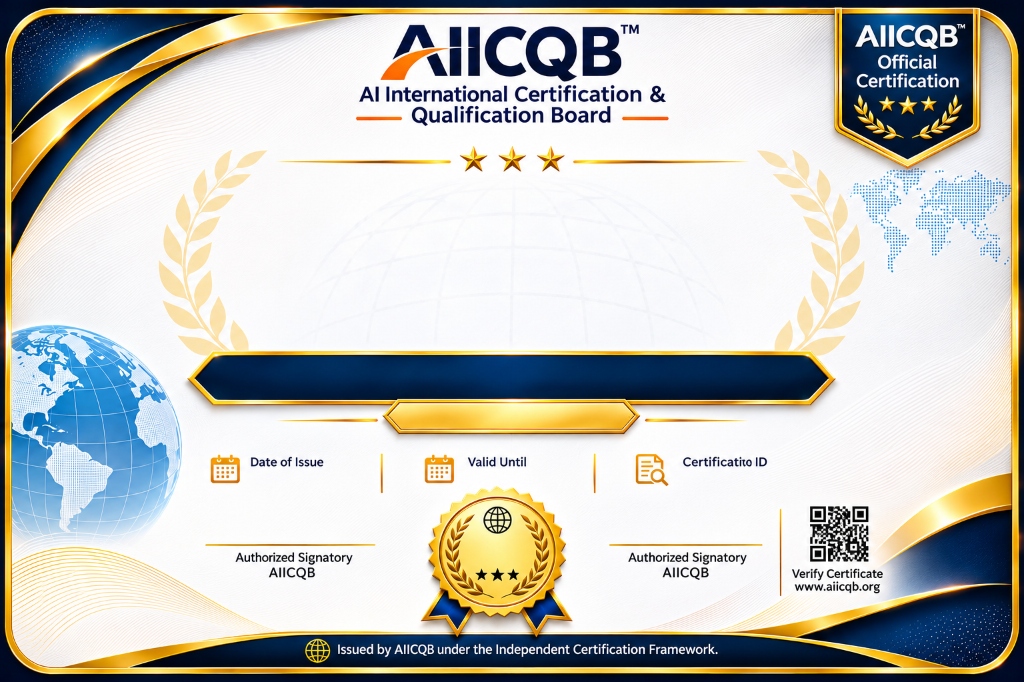 AIICQB™
AI International Certification &
Qualification Board
AIICQB™
Official
Certification
Date of Issue
Valid Until
Certificatio ID
Authorized Signatory
AIICQB
Authorized Signatory
AIICQB
Verify Certificate
www.aiicqb.org
Issued by AIICQB under the Independent Certification Framework.